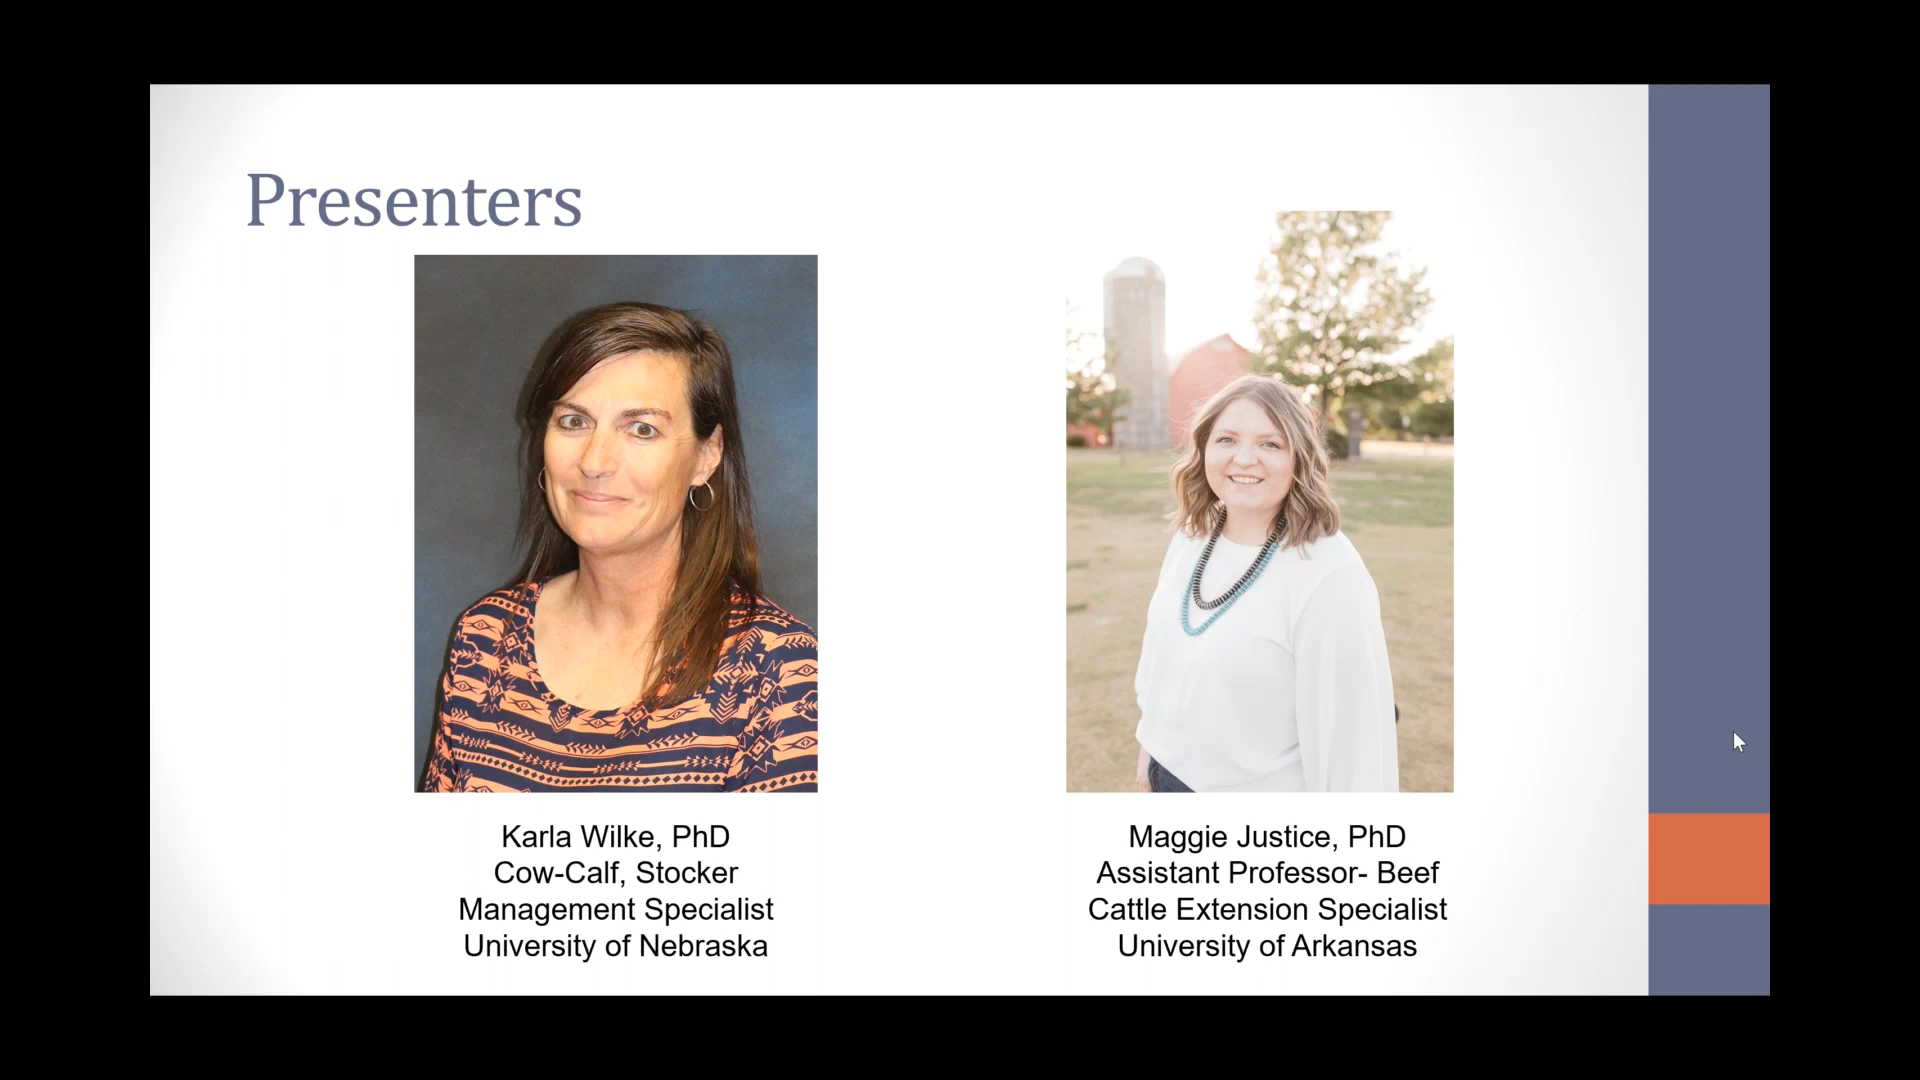 Presenters
Karla Wilke, PhD
Cow-Calf, Stocker
Management Specialist
University of Nebraska
Maggie Justice, PhD
Assistant Professor- Beef
Cattle Extension Specialist
University of Arkansas